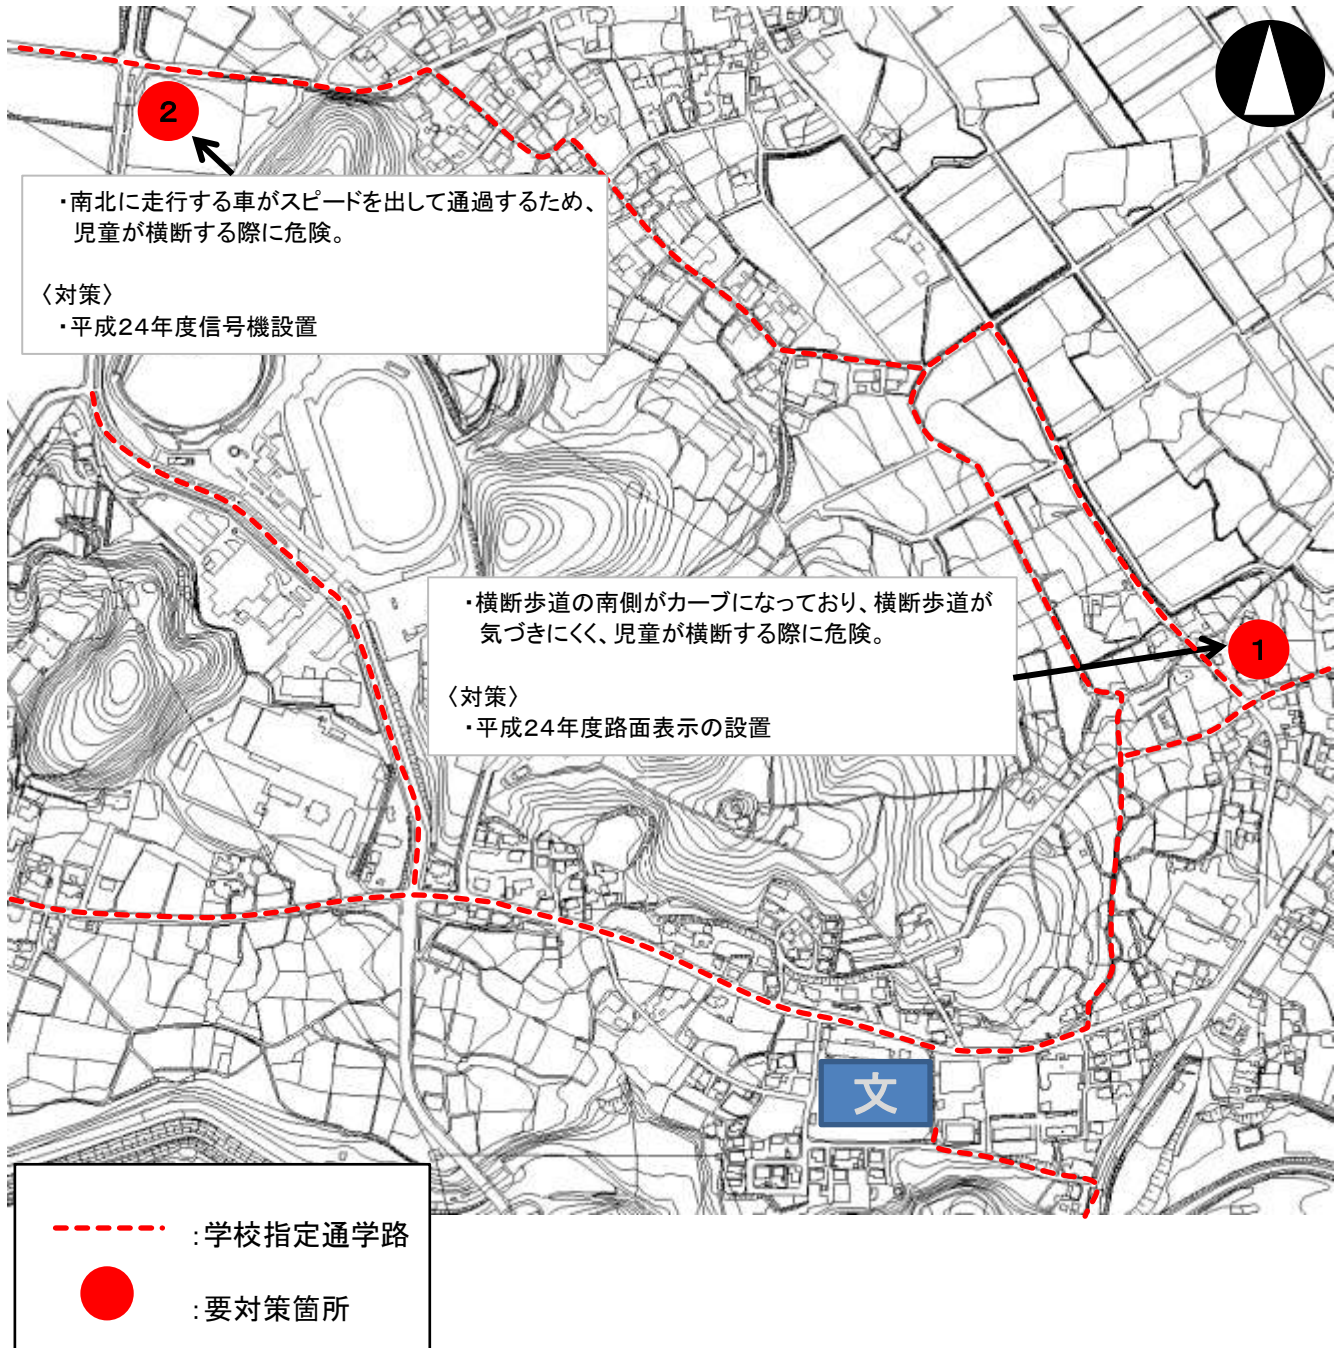 2
・南北に走行する車がスピードを出して通過するため、
児童が横断する際に危険。
〈対策〉
・平成24年度信号機設置
・横断歩道の南側がカーブになっており、横断歩道が
気づきにくく、児童が横断する際に危険。
〈対策〉
・平成24年度路面表示の設置
1
文
:学校指定通学路
:要対策箇所